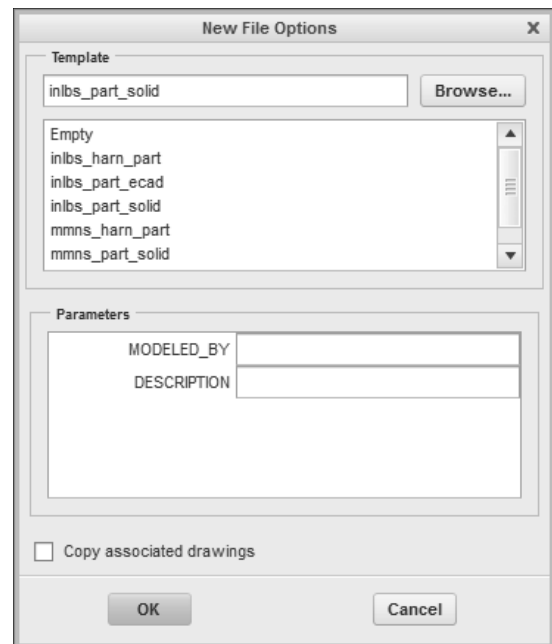 New File Options X
Template
inlbs_part_solid Browse...
Empty
inlbs_harn_part
inlbs_part_ecad
inlbs_part_solid
mmns_harn_part
mmns_part_solid
Parameters
MODELED_BY
DESCRIPTION
Copy associated drawings
OK Cancel